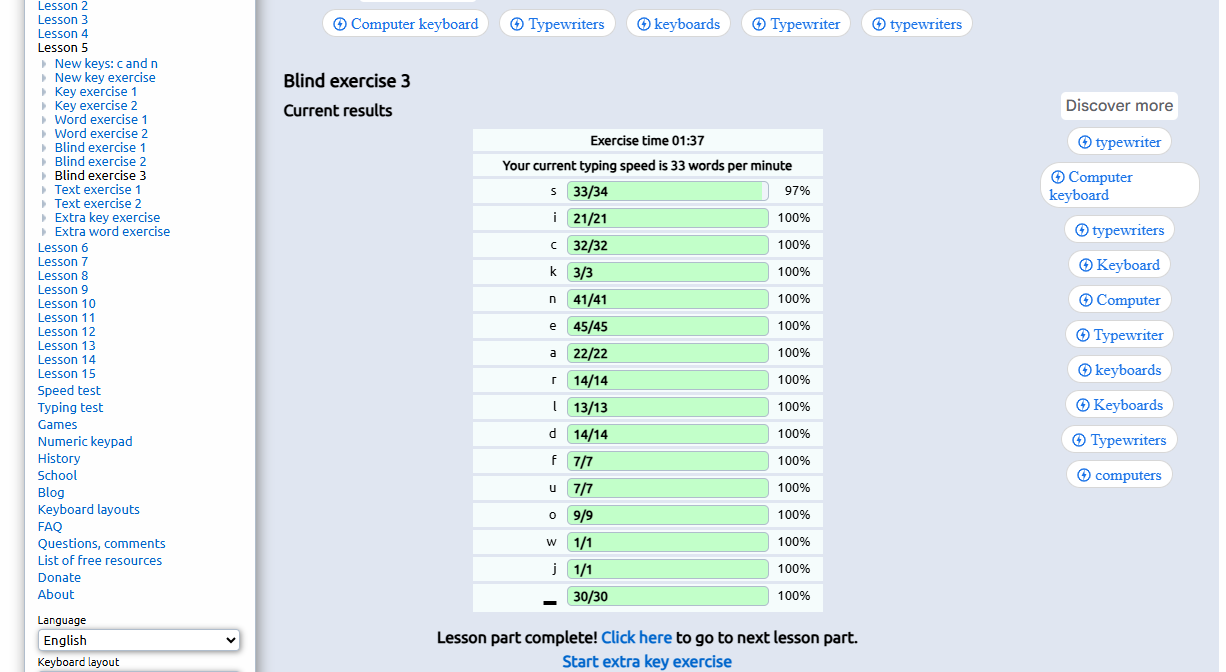 Lesson 2
Lesson 3
Lesson 4
Lesson 5
New keys: c and n
New key exercise
Key exercise 1
Key exercise 2
Word exercise 1
Word exercise 2
Blind exercise 1
Blind exercise 2
Blind exercise 3
Text exercise 1
Text exercise 2
Extra key exercise
Extra word exercise
Lesson 6
Lesson 7
Lesson 8
Lesson 9
Lesson 10
Lesson 11
Lesson 12
Lesson 13
Lesson 14
Lesson 15
Speed test
Typing test
Games
Numeric keypad
History
School
Blog
Keyboard layouts
FAQ
Questions, comments
List of free resources
Donate
About
Language
English
Keyboard layout
Computer keyboard Typewriters keyboards Typewriter typewriters
Blind exercise 3
Current results
Exercise time 01:37
Your current typing speed is 33 words per minute
s 33/34 97%
i 21/21 100%
c 32/32 100%
k 3/3 100%
n 41/41 100%
e 45/45 100%
a 22/22 100%
r 14/14 100%
l 13/13 100%
d 14/14 100%
f 7/7 100%
u 7/7 100%
o 9/9 100%
w 1/1 100%
j 1/1 100%
▂ 30/30 100%
Lesson part complete! Click here to go to next lesson part.
Start extra key exercise
Discover more
typewriter
Computer
keyboard
typewriters
Keyboard
Computer
Typewriter
keyboards
Keyboards
Typewriters
computers